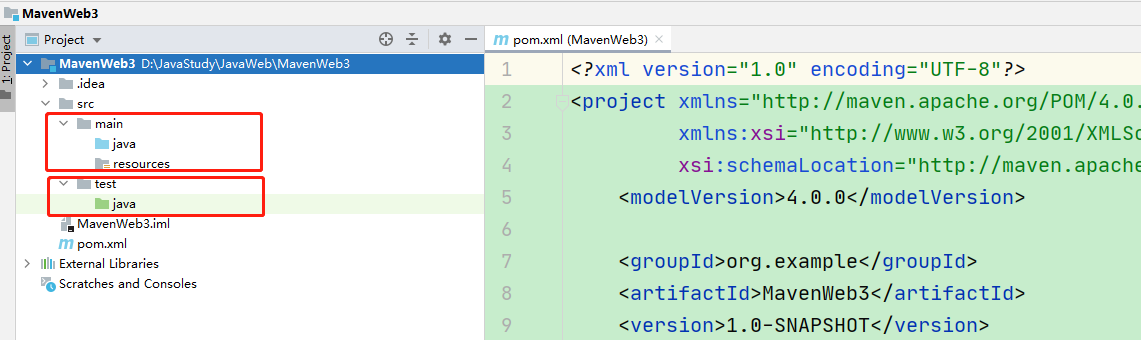 MavenWeb3
1: Project
Project
MavenWeb3 D:\JavaStudy\JavaWeb\MavenWeb3
.idea
src
main
java
resources
test
java
MavenWeb3.iml
pom.xml
External Libraries
Scratches and Consoles
pom.xml (MavenWeb3)
1 <?xml version="1.0" encoding="UTF-8"?>
2 <project xmlns="http://maven.apache.org/POM/4.0.
3 xmlns:xsi="http://www.w3.org/2001/XMLSc
4 xsi:schemaLocation="http://maven.apache
5 <modelVersion>4.0.0</modelVersion>
6
7 <groupId>org.example</groupId>
8 <artifactId>MavenWeb3</artifactId>
9 <version>1.0-SNAPSHOT</version>